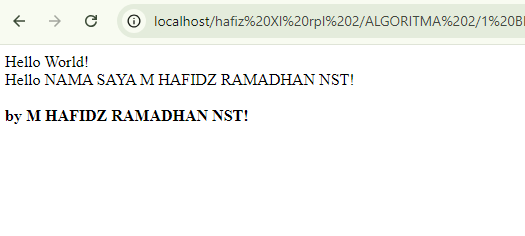 localhost/hafiz%20XI%20rpl%202/ALGORITMA%202/1%20B
Hello World!
Hello NAMA SAYA M HAFIDZ RAMADHAN NST!
by M HAFIDZ RAMADHAN NST!